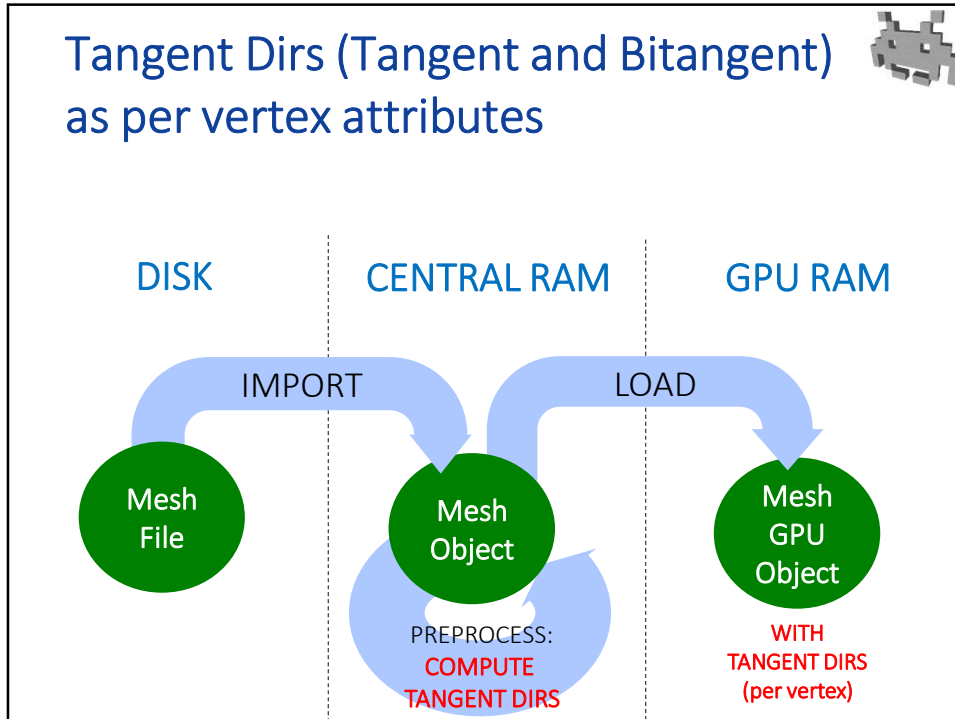 Tangent Dirs (Tangent and Bitangent)
as per vertex attributes
DISK
CENTRAL RAM
GPU RAM
IMPORT
LOAD
Mesh
File
Mesh
Object
Mesh
GPU
Object
PREPROCESS:
COMPUTE
TANGENT DIRS
WITH
TANGENT DIRS
(per vertex)